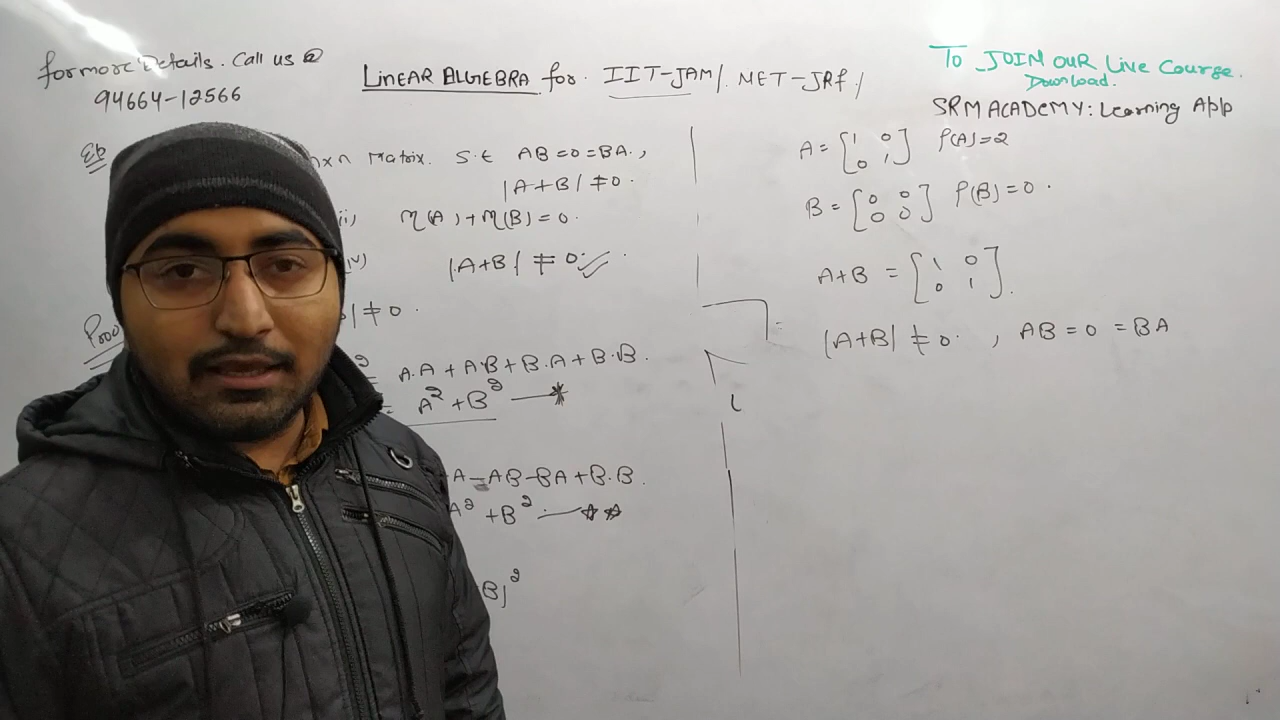 for more Details. Call us @
94664-12566
LINEAR ALGEBRA for IIT-JAM/ NET-JRF/
To JOIN OUR Live Course.
Download.
SRM ACADEMY: Learning App
nxn Matrix. S.t AB=0=BA.,
|A+B| ≠ 0.
ii) η(A)+η(B)=0.
iv) |A+B| ≠ 0. ✓
| ≠ 0.
2 = A.A + A.B + B.A + B.B.
= A² + B² —*
A - AB - BA + B.B.
A² + B² —**
B)²
A = [1 0
0 1] ρ(A)=2
B = [0 0
0 0] ρ(B)=0.
A+B = [1 0
0 1].
|A+B| ≠ 0. , AB = 0 = BA